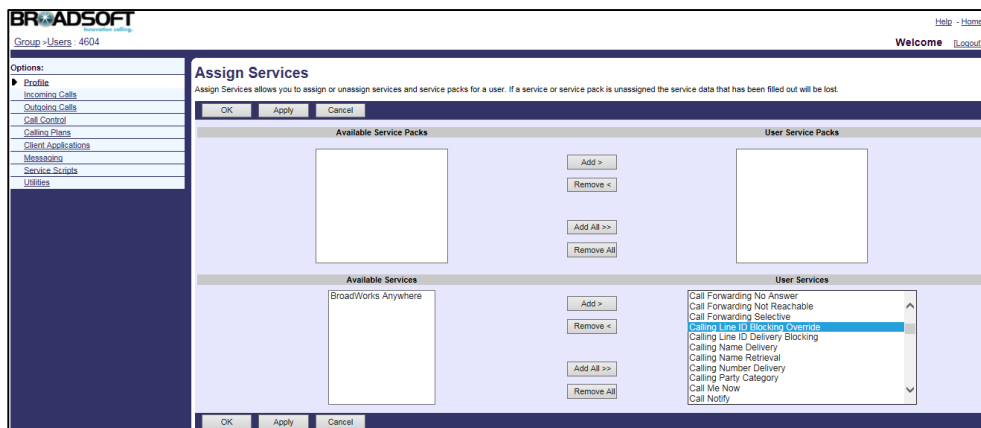 BROADSOFT
Innovation calling.
Help - Home
Group >Users : 4604
Welcome [Logout
Options:
Profile
Incoming Calls
Outgoing Calls
Call Control
Calling Plans
Client Applications
Messaging
Service Scripts
Utilities
Assign Services
Assign Services allows you to assign or unassign services and service packs for a user. If a service or service pack is unassigned the service data that has been filled out will be lost.
OK Apply Cancel
Available Service Packs User Service Packs
Add >
Remove <
Add All >>
Remove All
Available Services User Services
BroadWorks Anywhere
Add >
Remove <
Add All >>
Remove All
Call Forwarding No Answer
Call Forwarding Not Reachable
Call Forwarding Selective
Calling Line ID Blocking Override
Calling Line ID Delivery Blocking
Calling Name Delivery
Calling Name Retrieval
Calling Number Delivery
Calling Party Category
Call Me Now
Call Notify
OK Apply Cancel